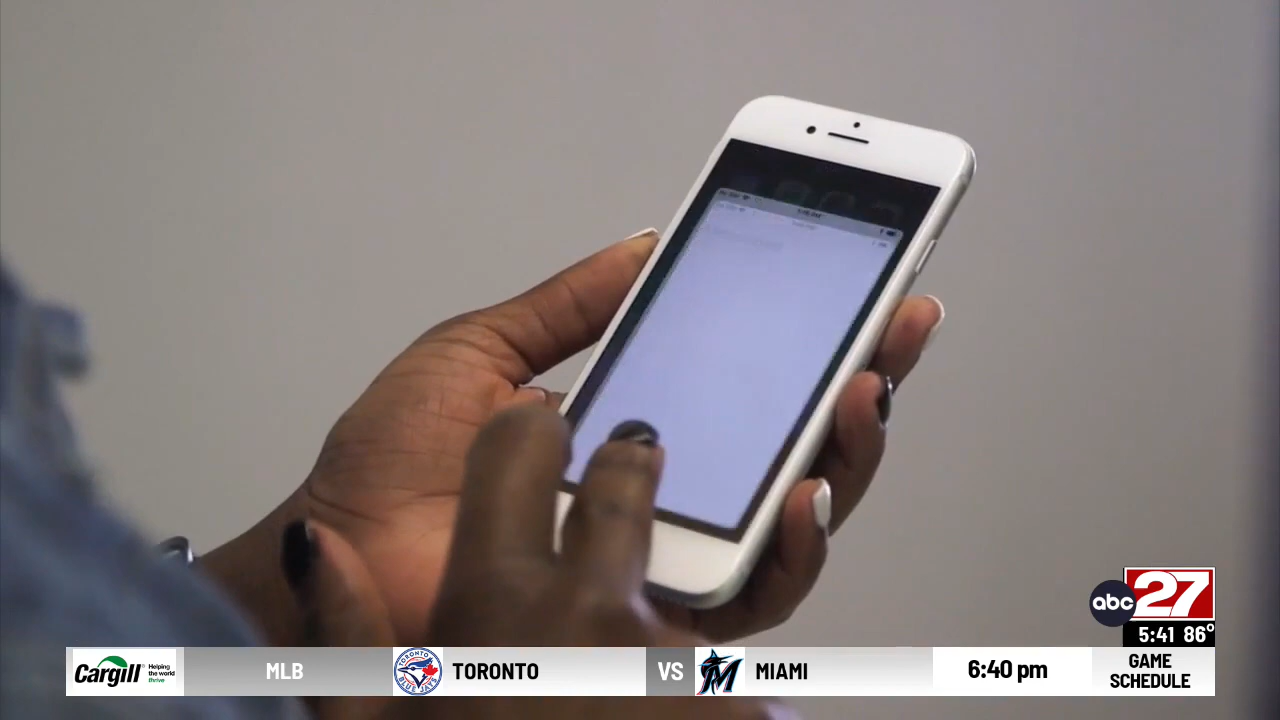 abc 27
5:41 86°
Cargill® Helping
the world
thrive
MLB
TORONTO
BLUE JAYS
TORONTO
VS
M
MIAMI
6:40 pm
GAME
SCHEDULE